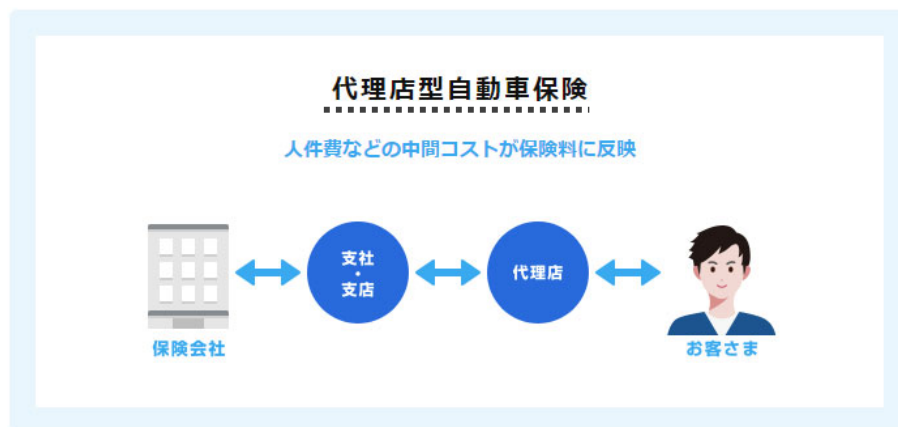 代理店型自動車保険
人件費などの中間コストが保険料に反映
支社
・
支店
代理店
保険会社
お客さま